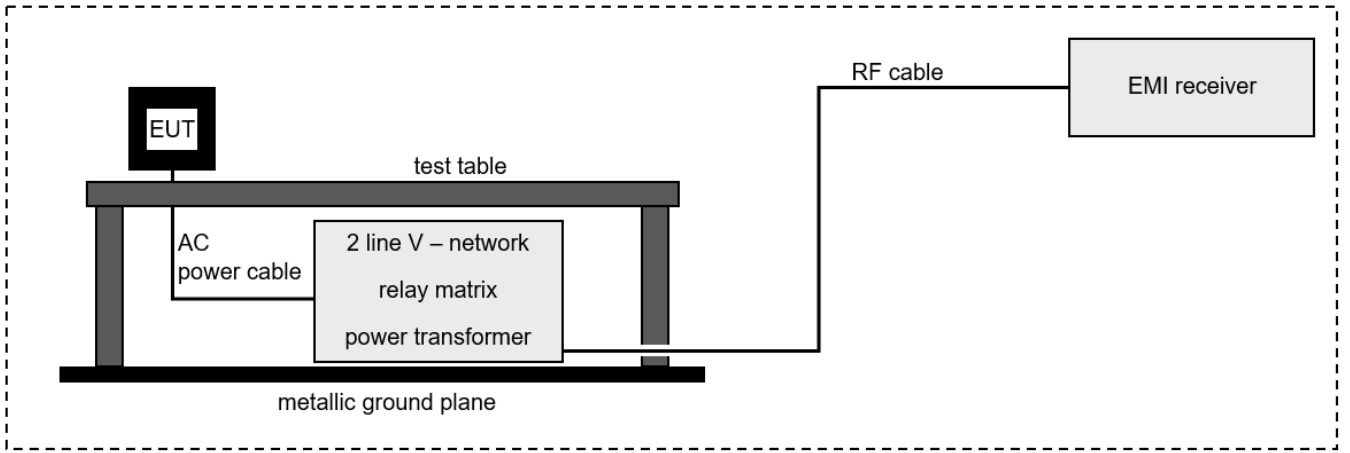 RF cable
EMI receiver
EUT
test table
AC
power cable
2 line V – network
relay matrix
power transformer
metallic ground plane